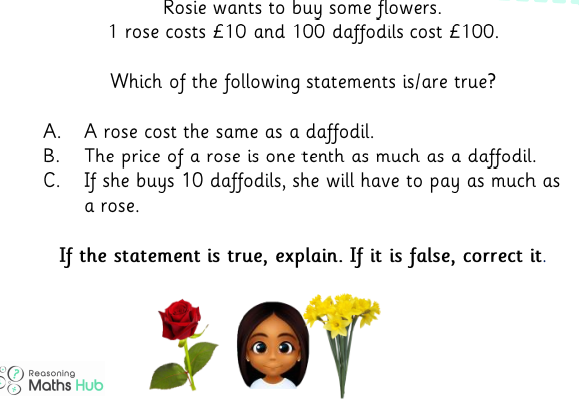 Rosie wants to buy some flowers.
1 rose costs £10 and 100 daffodils cost £100.
Which of the following statements is/are true?
A. A rose cost the same as a daffodil.
B. The price of a rose is one tenth as much as a daffodil.
C. If she buys 10 daffodils, she will have to pay as much as
a rose.
If the statement is true, explain. If it is false, correct it.
Reasoning
Maths Hub